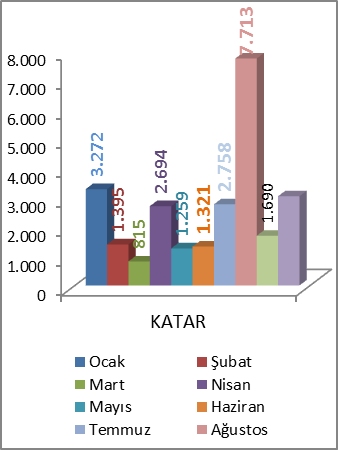 8.000
7.000
6.000
5.000
4.000
3.000
2.000
1.000
0
3.272
1.395
815
2.694
1.259
1.321
2.758
7.713
1.690
KATAR
Ocak
Şubat
Mart
Nisan
Mayıs
Haziran
Temmuz
Ağustos